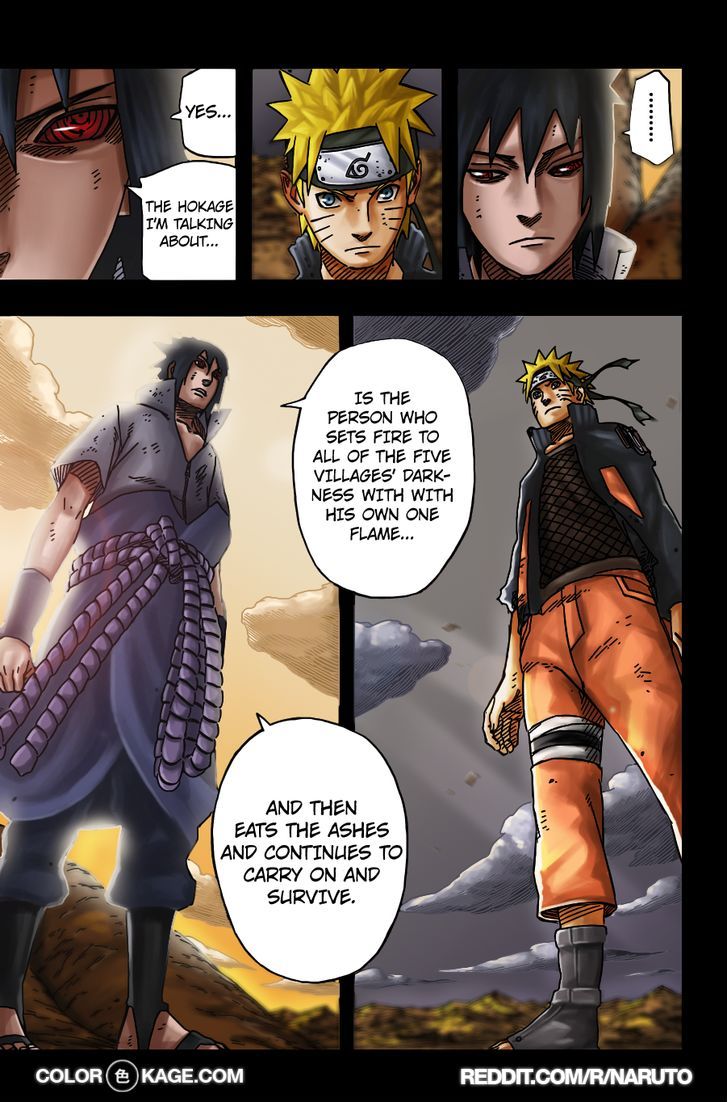 .........
YES...
THE HOKAGE
I'M TALKING
ABOUT...
IS THE
PERSON WHO
SETS FIRE TO
ALL OF THE FIVE
VILLAGES' DARK-
NESS WITH WITH
HIS OWN ONE
FLAME...
AND THEN
EATS THE ASHES
AND CONTINUES TO
CARRY ON AND
SURVIVE.
COLOR 色 KAGE.COM
REDDIT.COM/R/NARUTO